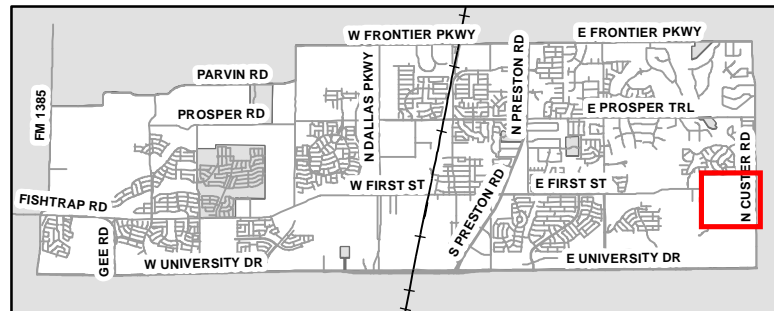 W FRONTIER PKWY
E FRONTIER PKWY
PARVIN RD
PROSPER RD
FM 1385
N DALLAS PKWY
N PRESTON RD
E PROSPER TRL
W FIRST ST
E FIRST ST
N CUSTER RD
FISHTRAP RD
S PRESTON RD
GEE RD
W UNIVERSITY DR
E UNIVERSITY DR